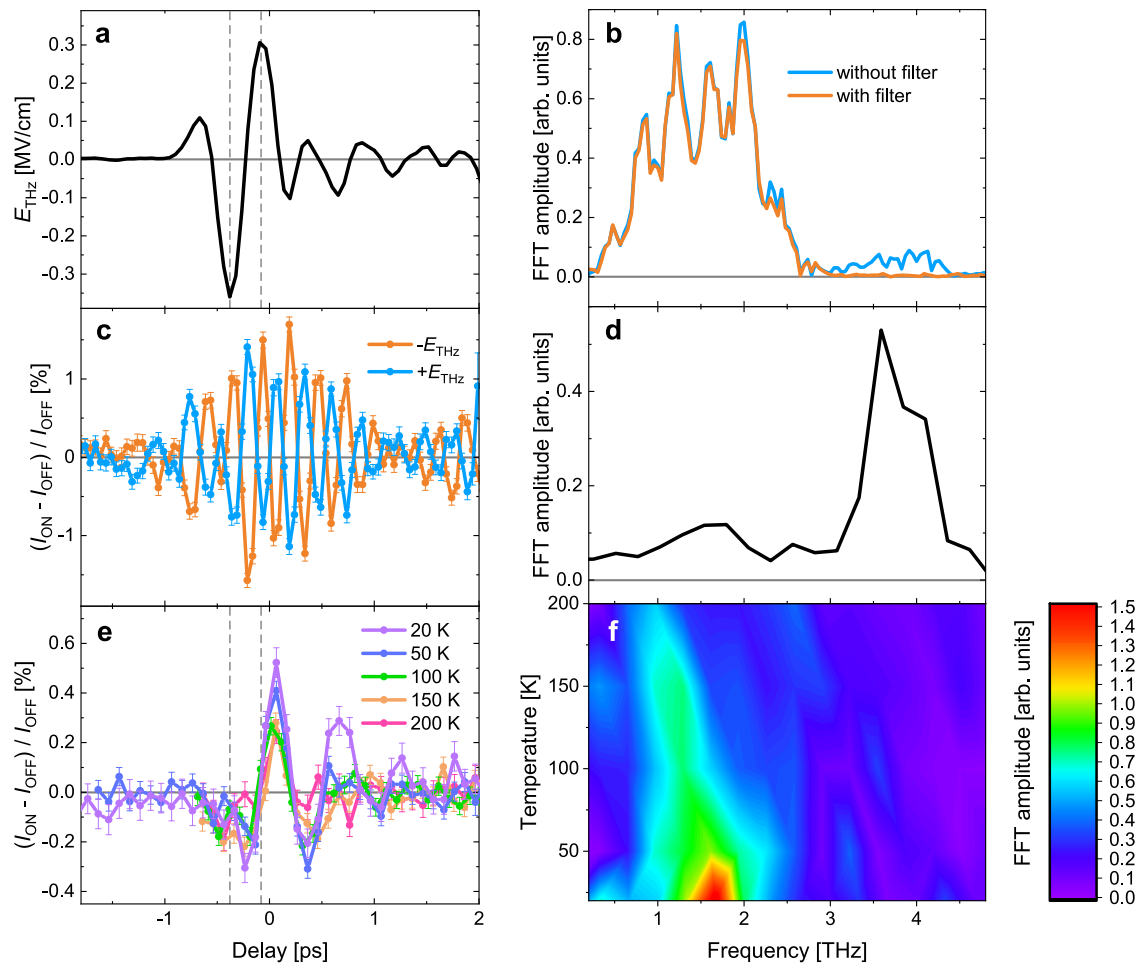 a
E_THz [MV/cm]
0.3
0.2
0.1
0.0
-0.1
-0.2
-0.3
b
without filter
with filter
FFT amplitude [arb. units]
0.8
0.6
0.4
0.2
0.0
c
-E_THz
+E_THz
(I_ON - I_OFF) / I_OFF [%]
1
0
-1
d
FFT amplitude [arb. units]
0.4
0.2
0.0
e
20 K
50 K
100 K
150 K
200 K
(I_ON - I_OFF) / I_OFF [%]
0.6
0.4
0.2
0.0
-0.2
-0.4
-1
0
1
2
Delay [ps]
f
Temperature [K]
200
150
100
50
1
2
3
4
Frequency [THz]
FFT amplitude [arb. units]
1.5
1.4
1.3
1.2
1.1
1.0
0.9
0.8
0.7
0.6
0.5
0.4
0.3
0.2
0.1
0.0